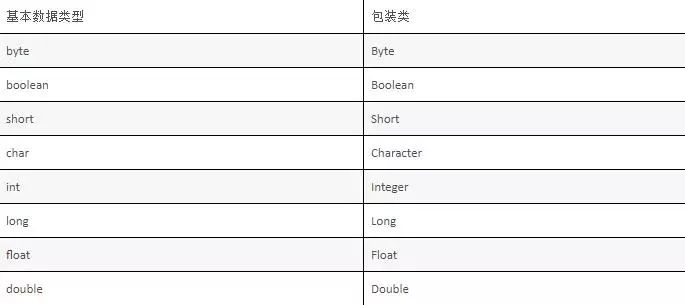 基本数据类型 包装类
byte Byte
boolean Boolean
short Short
char Character
int Integer
long Long
float Float
double Double